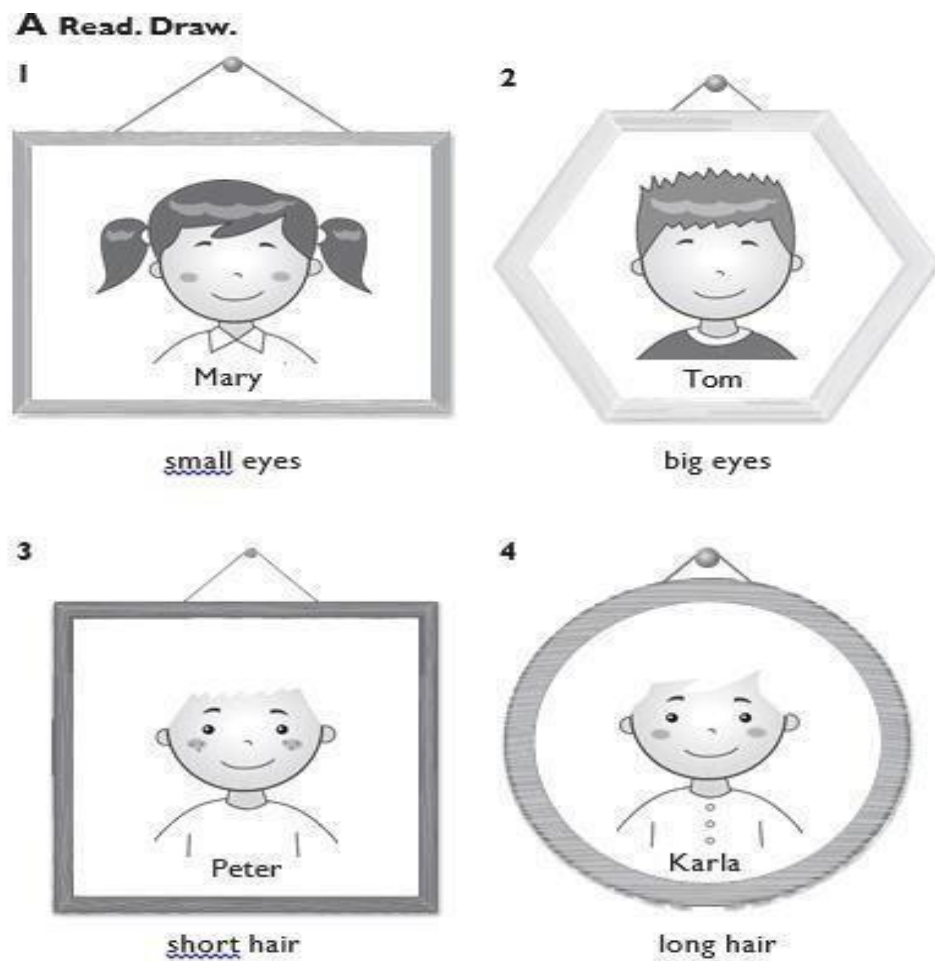 A Read. Draw.
1
Mary
small eyes
2
Tom
big eyes
3
Peter
short hair
4
Karla
long hair